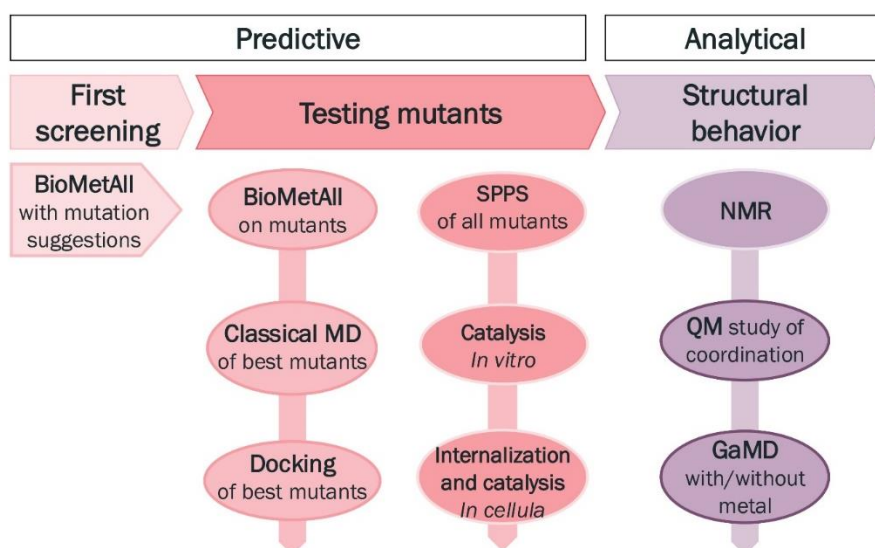 Predictive
Analytical
First
screening
Testing mutants
Structural
behavior
BioMetAll
with mutation
suggestions
BioMetAll
on mutants
SPPS
of all mutants
NMR
Classical MD
of best mutants
Catalysis
In vitro
QM study of
coordination
Docking
of best mutants
Internalization
and catalysis
In cellula
GaMD
with/without
metal